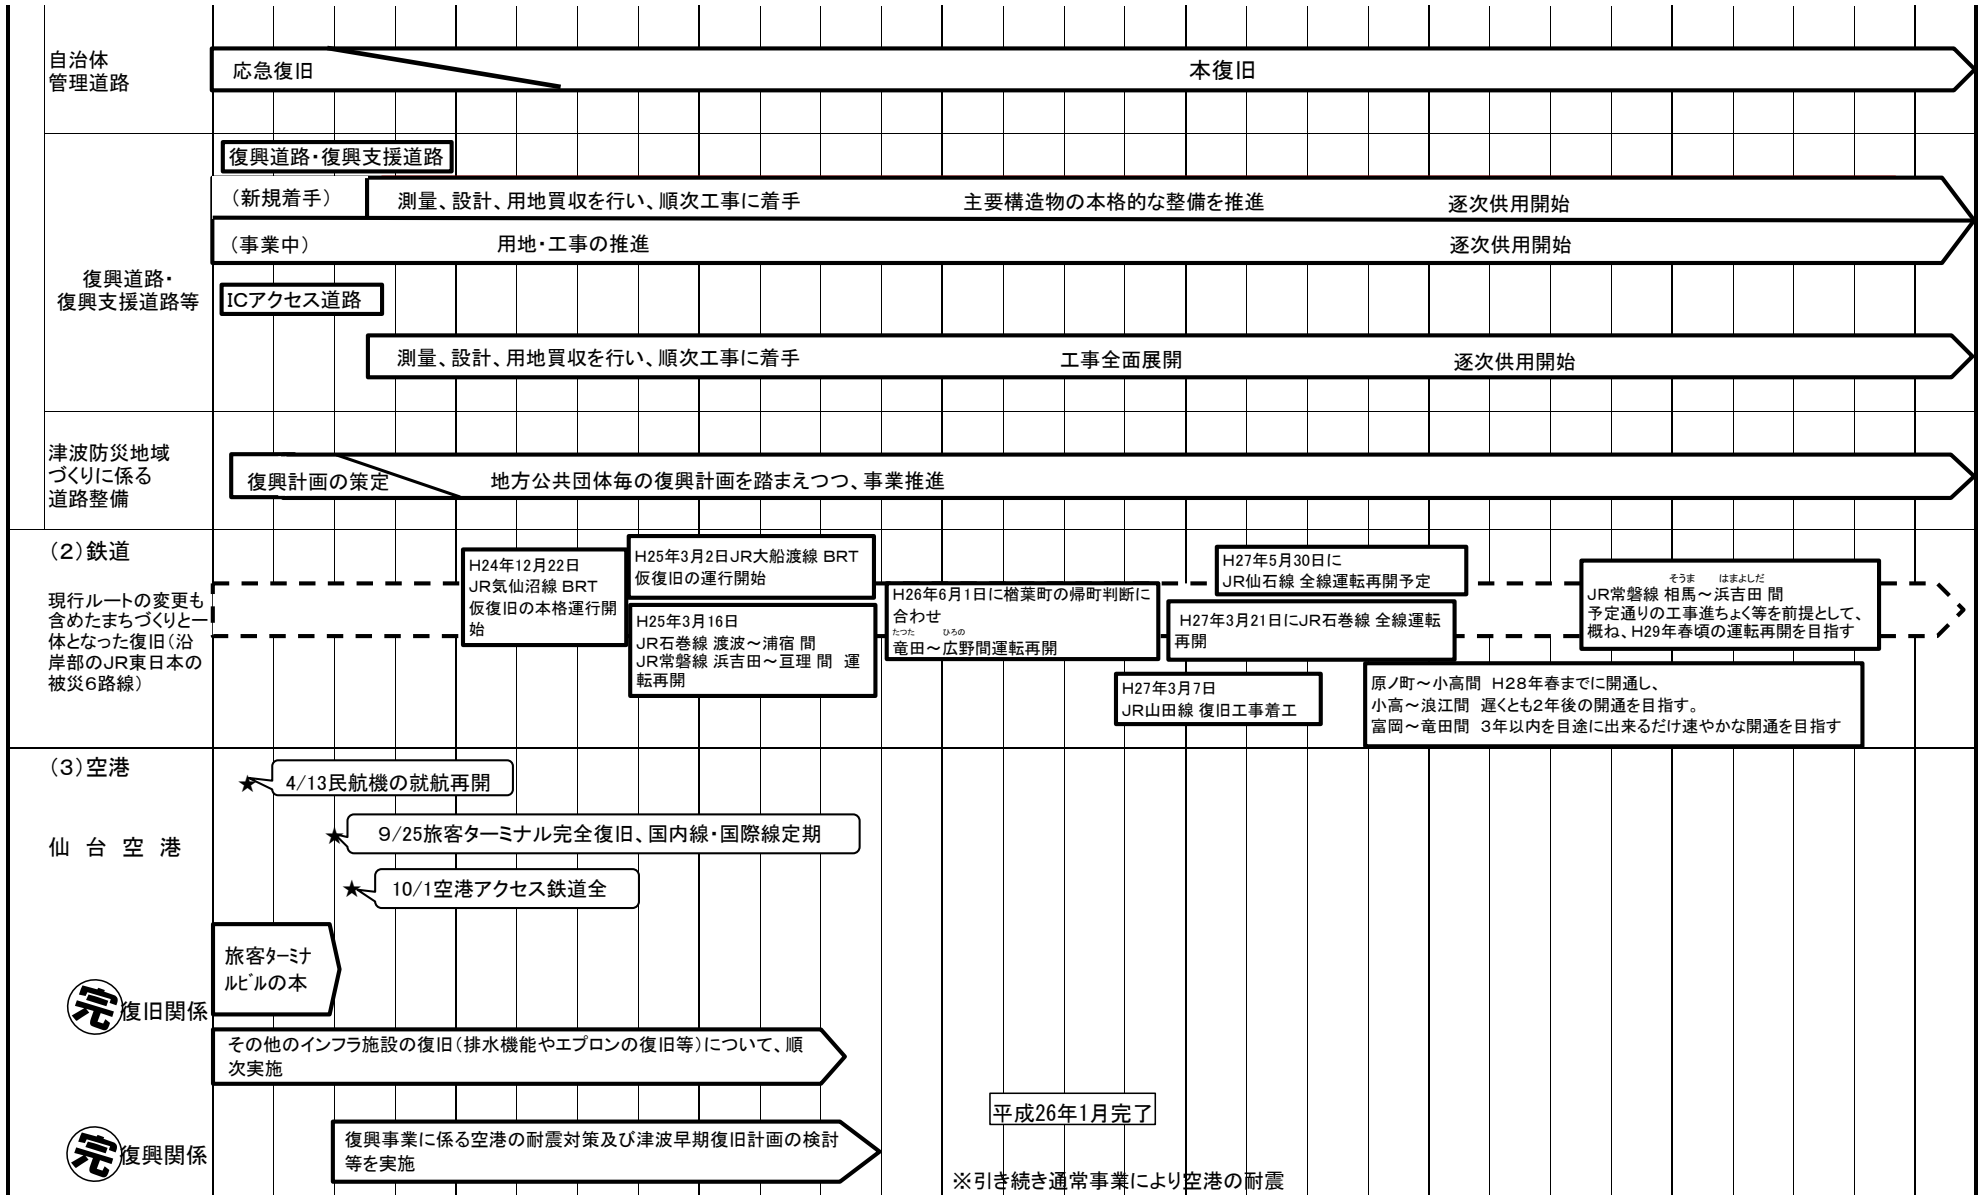 自治体
管理道路
応急復旧
本復旧
復興道路・
復興支援道路等
復興道路・復興支援道路
（新規着手）
測量、設計、用地買収を行い、順次工事に着手
主要構造物の本格的な整備を推進
逐次供用開始
（事業中）
用地・工事の推進
逐次供用開始
ICアクセス道路
測量、設計、用地買収を行い、順次工事に着手
工事全面展開
逐次供用開始
津波防災地域
づくりに係る
道路整備
復興計画の策定
地方公共団体毎の復興計画を踏まえつつ、事業推進
（2）鉄道
現行ルートの変更も
含めたまちづくりと一
体となった復旧（沿
岸部のJR東日本の
被災6路線）
H24年12月22日
JR気仙沼線 BRT
仮復旧の本格運行開
始
H25年3月2日JR大船渡線 BRT
仮復旧の運行開始
H25年3月16日
JR石巻線 渡波～浦宿 間
JR常磐線 浜吉田～亘理 間 運
転再開
H26年6月1日に楢葉町の帰町判断に
合わせ
たつた ひろの
竜田～広野間運転再開
H27年5月30日に
JR仙石線 全線運転再開予定
H27年3月21日にJR石巻線 全線運転
再開
H27年3月7日
JR山田線 復旧工事着工
そうま はまよしだ
JR常磐線 相馬～浜吉田 間
予定通りの工事進ちょく等を前提として、
概ね、H29年春頃の運転再開を目指す
原ノ町～小高間 H28年春までに開通し、
小高～浪江間 遅くとも2年後の開通を目指す。
富岡～竜田間 3年以内を目途に出来るだけ速やかな開通を目指す
（3）空港
仙 台 空 港
★ 4/13民航機の就航再開
★ 9/25旅客ターミナル完全復旧、国内線・国際線定期
★ 10/1空港アクセス鉄道全
旅客ﾀｰﾐﾅ
ﾙﾋﾞﾙの本
完 復旧関係
その他のインフラ施設の復旧（排水機能やエプロンの復旧等）について、順
次実施
平成26年1月完了
完 復興関係
復興事業に係る空港の耐震対策及び津波早期復旧計画の検討
等を実施
※引き続き通常事業により空港の耐震